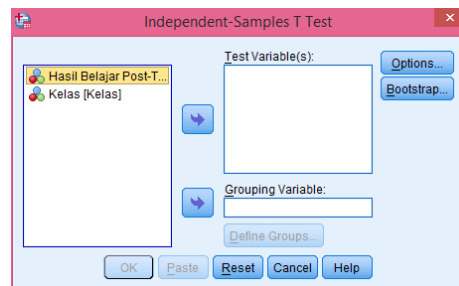 Independent-Samples T Test
Test Variable(s):
Hasil Belajar Post-T...
Kelas [Kelas]
Options...
Bootstrap...
Grouping Variable:
Define Groups...
OK
Paste
Reset
Cancel
Help